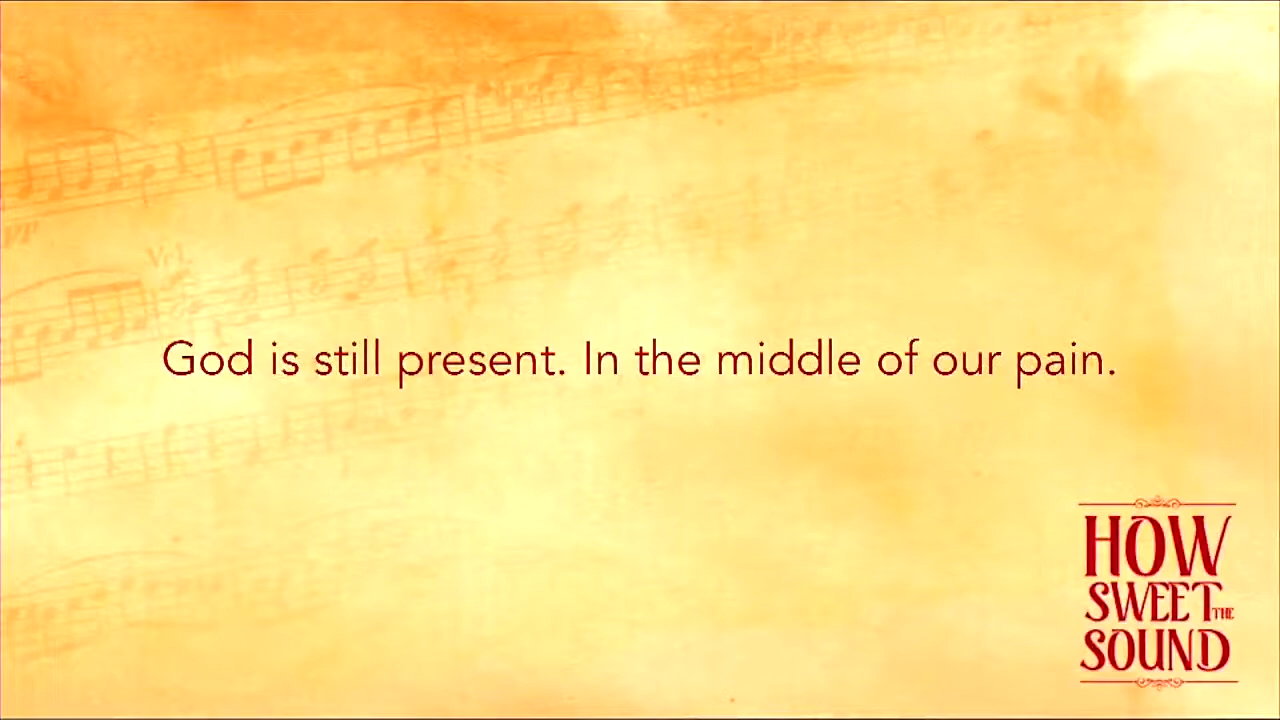 God is still present. In the middle of our pain.
HOW
SWEET THE
SOUND